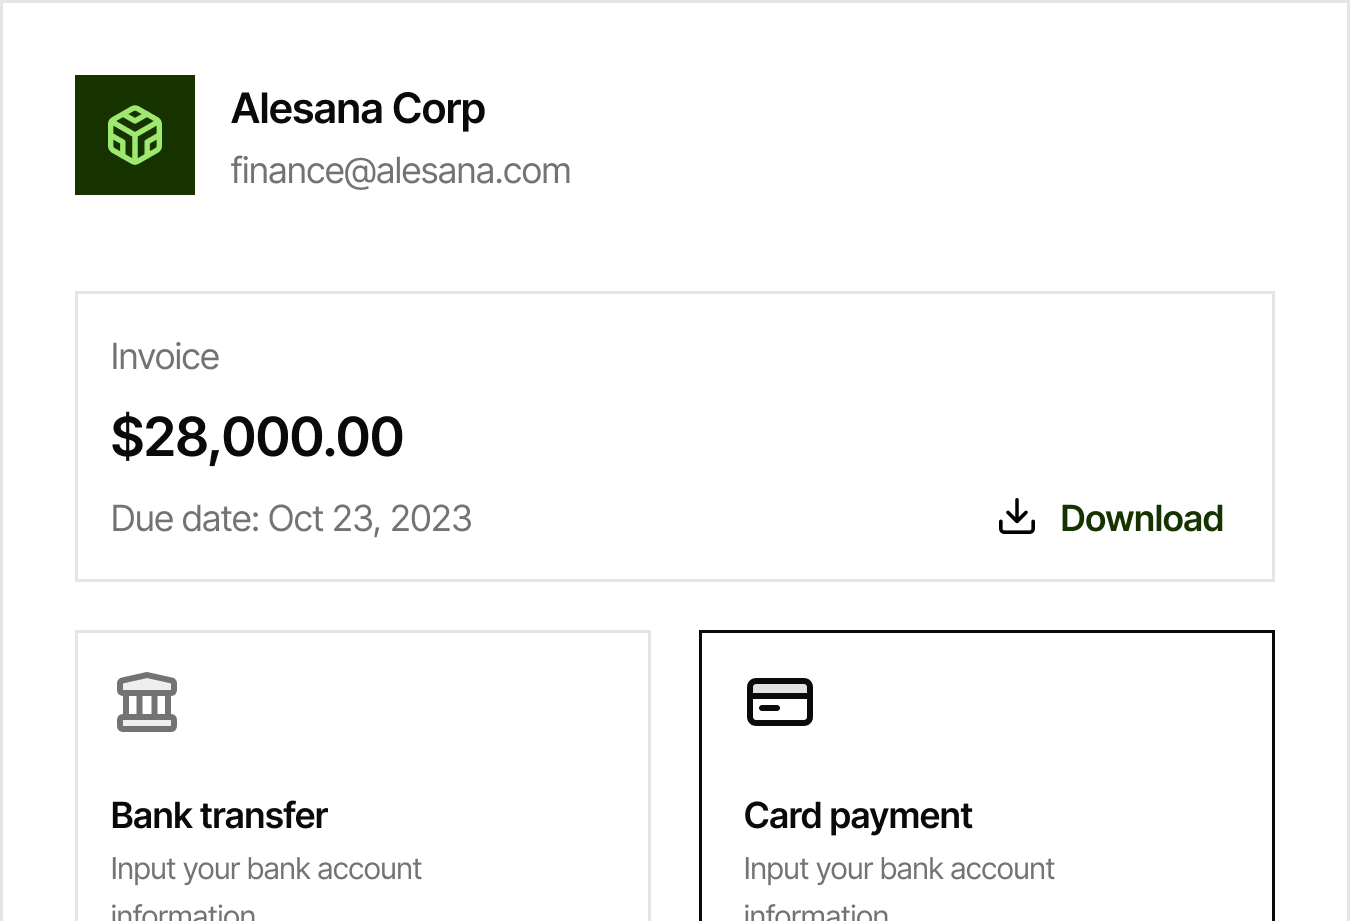 Alesana Corp
finance@alesana.com
Invoice
$28,000.00
Due date: Oct 23, 2023
Download
Bank transfer
Input your bank account
information
Card payment
Input your bank account
information